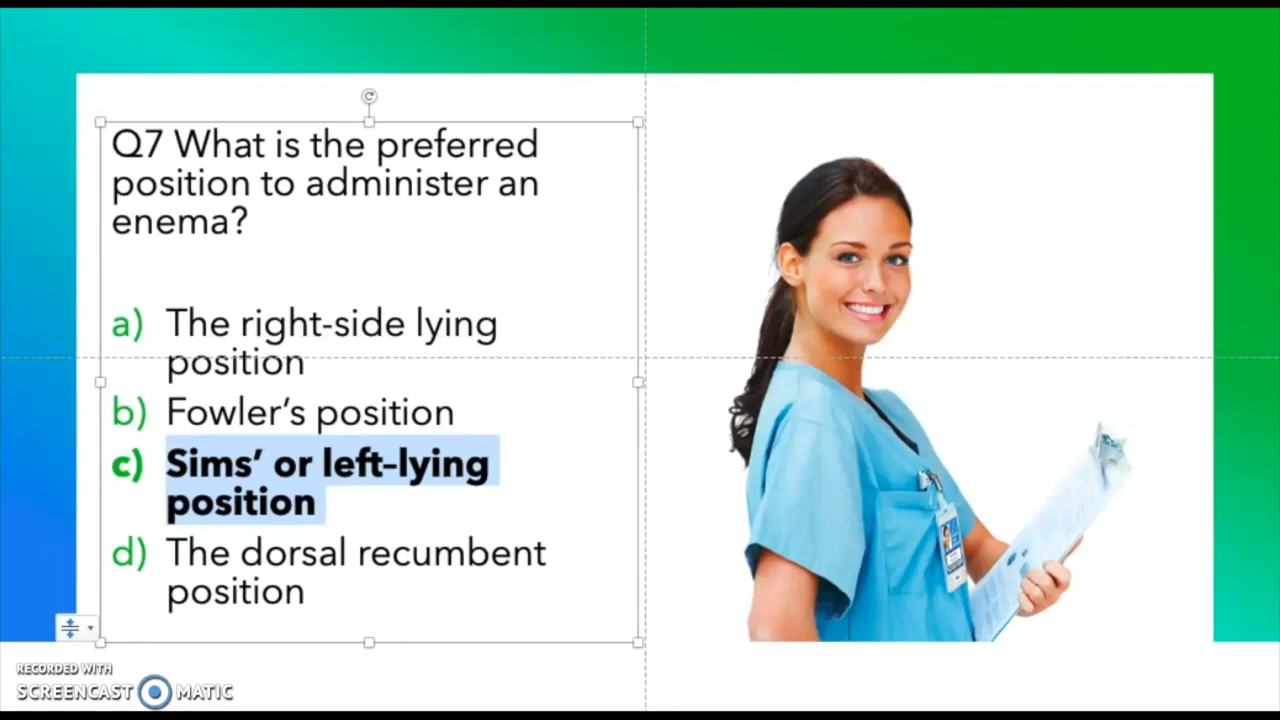 Q7 What is the preferred
position to administer an
enema?
a) The right-side lying
position
b) Fowler’s position
c) Sims’ or left–lying
position
d) The dorsal recumbent
position
RECORDED WITH
SCREENCAST MATIC